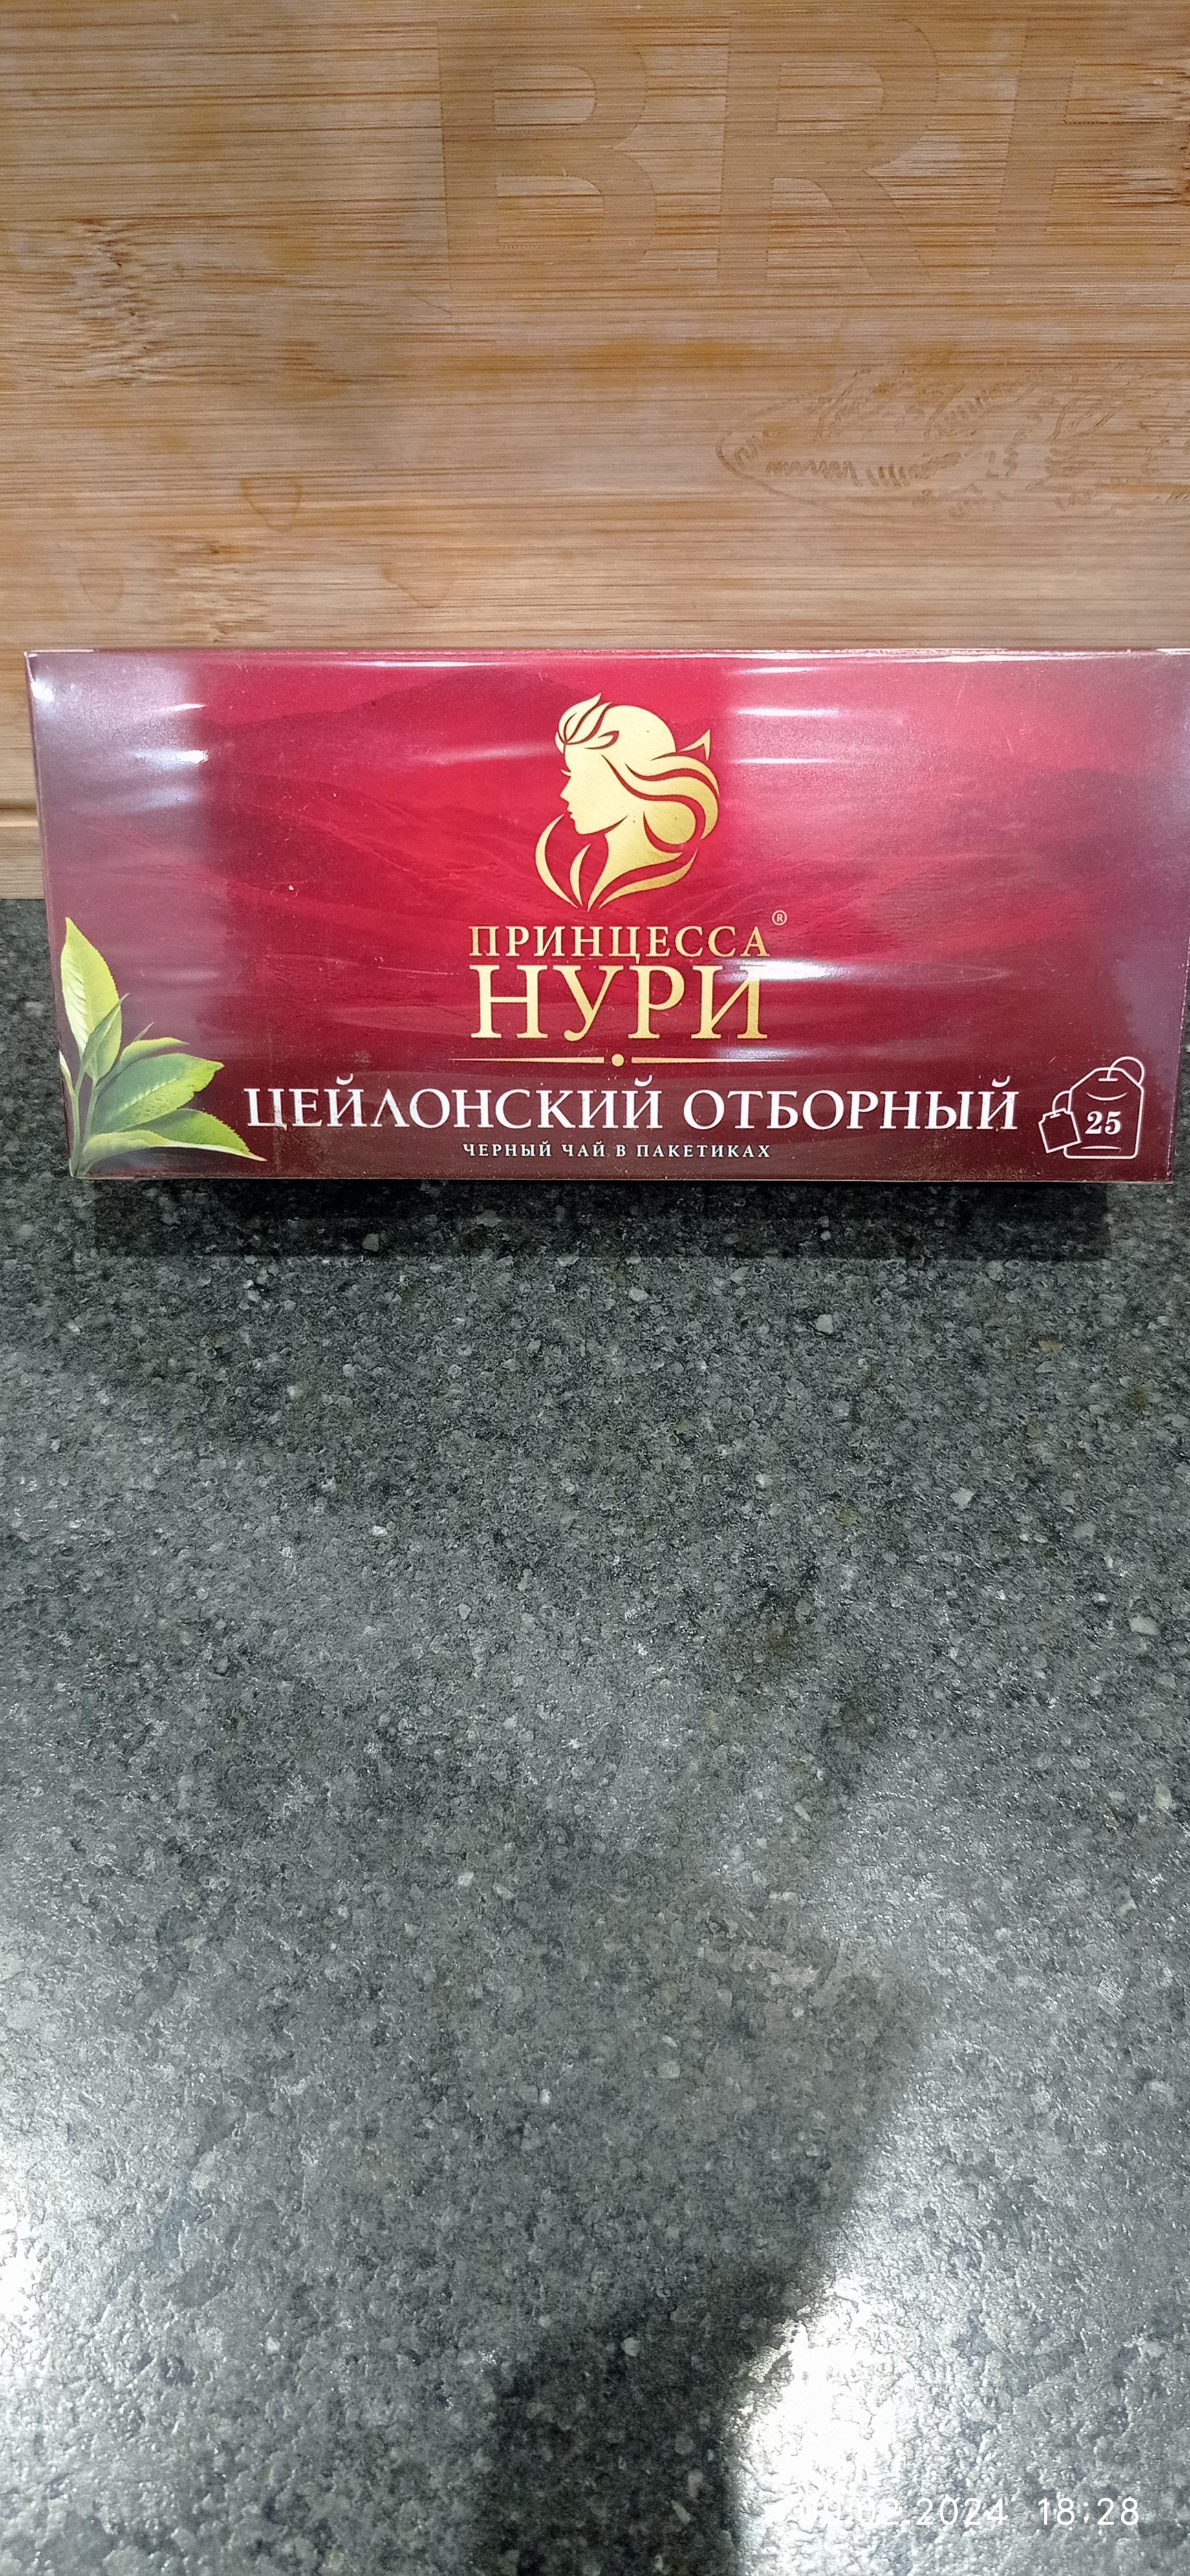 ПРИНЦЕССА®
НУРИ
ЦЕЙЛОНСКИЙ ОТБОРНЫЙ
ЧЕРНЫЙ ЧАЙ В ПАКЕТИКАХ
25
18:28